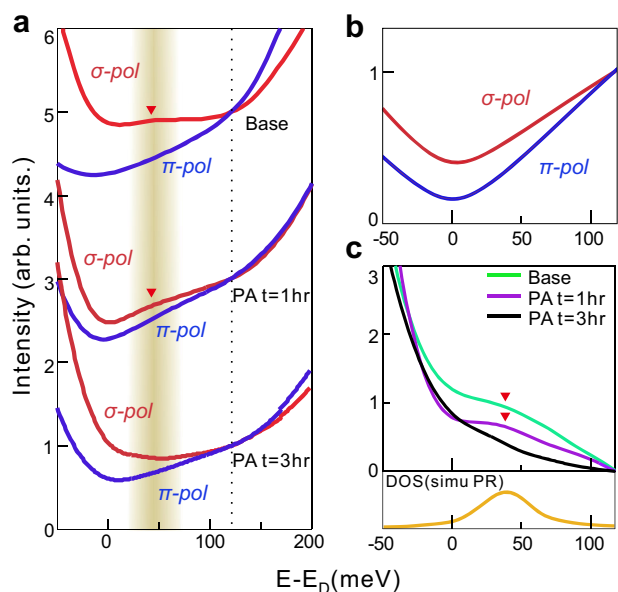 a
6
5
4
3
2
1
0
Intensity (arb. units.)
σ-pol
Base
π-pol
σ-pol
PA t=1hr
π-pol
σ-pol
PA t=3hr
π-pol
0
100
200
b
1
0
σ-pol
π-pol
-50
0
50
100
c
3
2
1
0
Base
PA t=1hr
PA t=3hr
DOS(simu PR)
-50
0
50
100
E-E_D(meV)